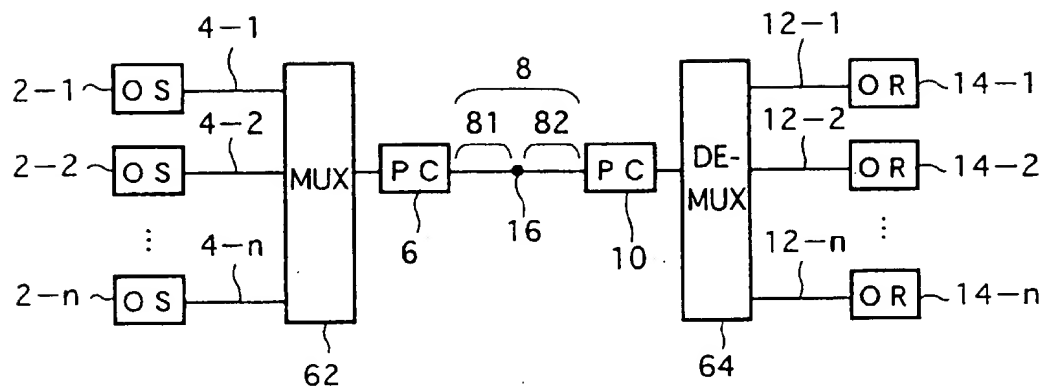 4-1
12-1
2-1
OS
8
OR
14-1
4-2
81
82
12-2
2-2
OS
MUX
PC
PC
DE-
MUX
OR
14-2
⋮
4-n
6
16
10
12-n
⋮
2-n
OS
OR
14-n
62
64